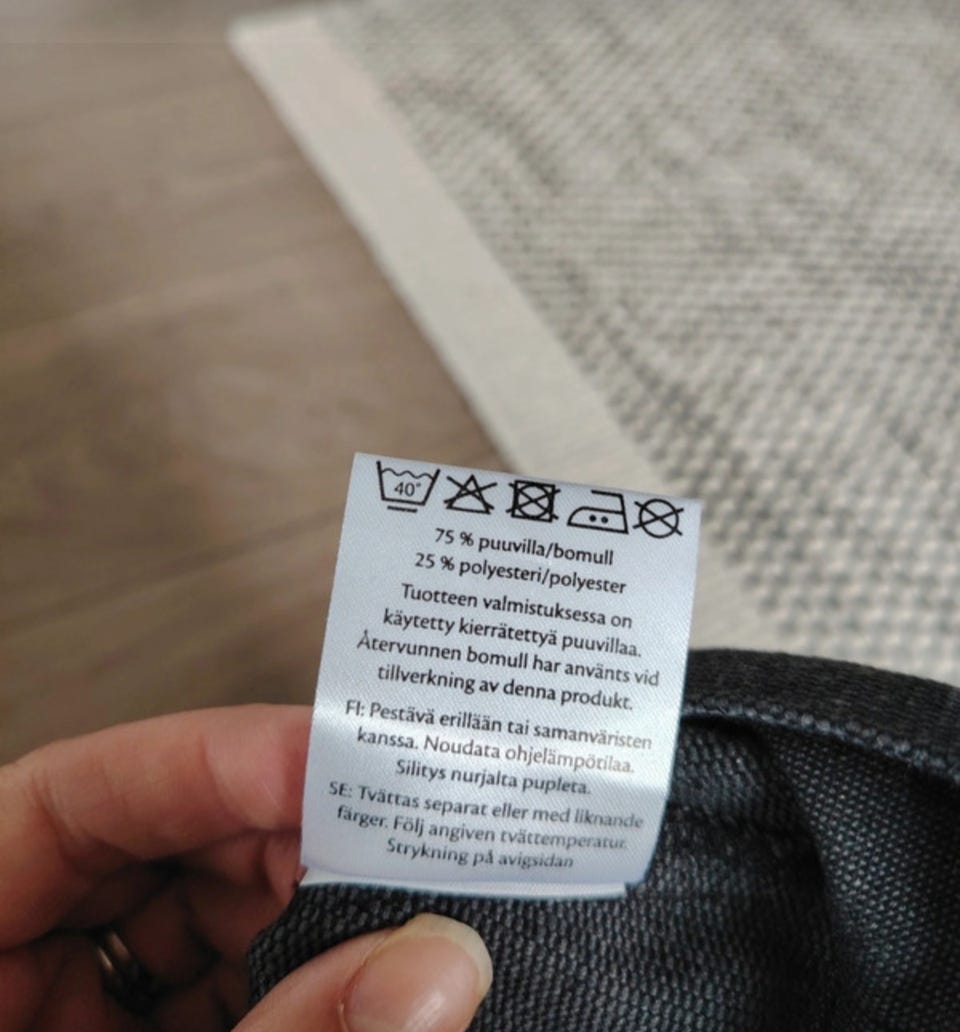 40°
75 % puuvilla/bomull
25 % polyesteri/polyester
Tuotteen valmistuksessa on
käytetty kierrätettyä puuvillaa.
Återvunnen bomull har använts vid
tillverkning av denna produkt.
FI: Pestävä erillään tai samanväristen
kanssa. Noudata ohjelämpötilaa.
Silitys nurjalta pupleta.
SE: Tvättas separat eller med liknande
färger. Följ angiven tvättemperatur.
Strykning på avigsidan